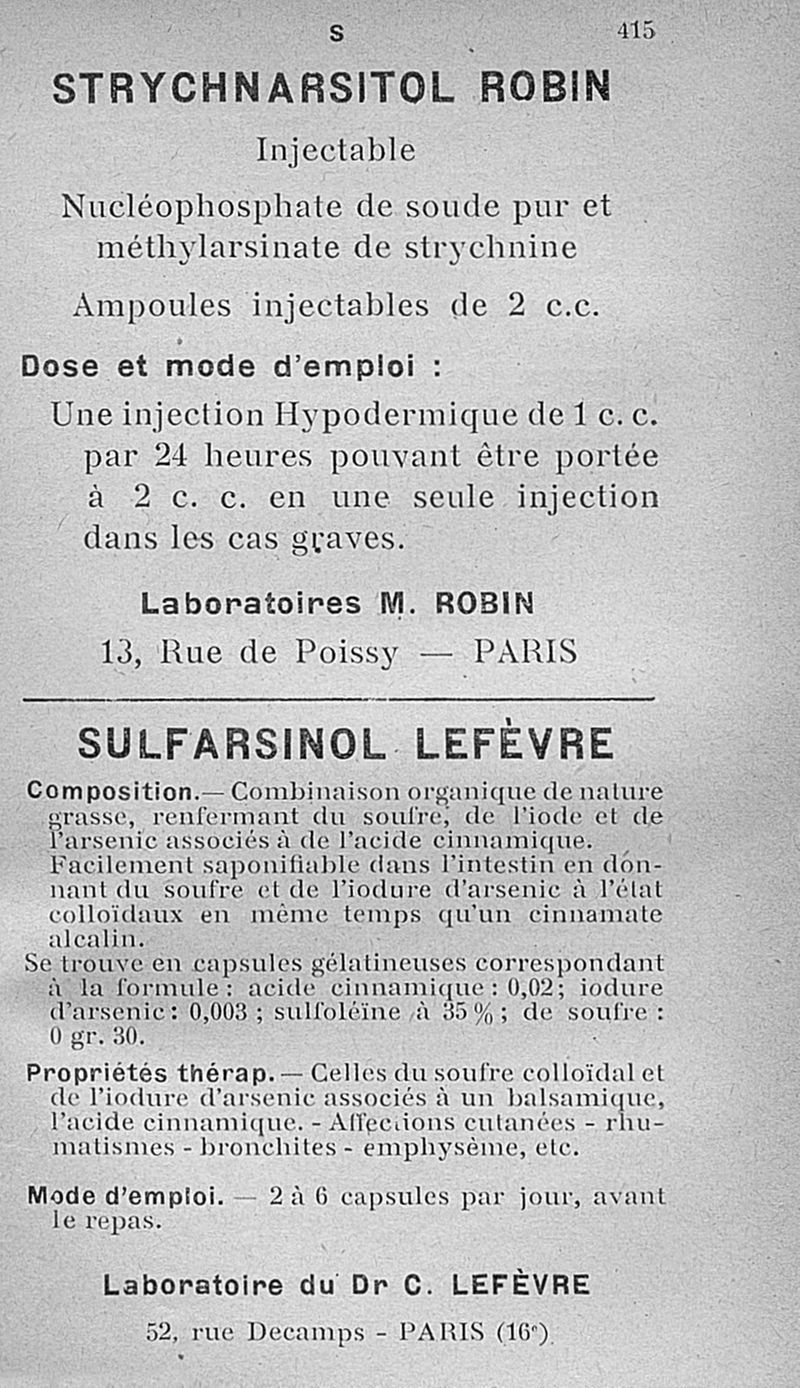 S 415
STRYCHNARSITOL ROBIN
Injectable
Nucléophosphate de soude pur et
méthylarsinate de strychnine
Ampoules injectables de 2 c.c.
Dose et mode d'emploi :
Une injection Hypodermique de 1 c. c.
par 24 heures pouvant être portée
à 2 c. c. en une seule injection
dans les cas graves.
Laboratoires M. ROBIN
13, Rue de Poissy — PARIS
SULFARSINOL LEFÈVRE
Composition.— Combinaison organique de nature
grasse, renfermant du soufre, de l'iode et de
l'arsenic associés à de l'acide cinnamique.
Facilement saponifiable dans l'intestin en don-
nant du soufre et de l'iodure d'arsenic à l'état
colloïdaux en même temps qu'un cinnamate
alcalin.
Se trouve en capsules gélatineuses correspondant
à la formule : acide cinnamique : 0,02 ; iodure
d'arsenic : 0,003 ; sulfoléïne à 35 % ; de soufre :
0 gr. 30.
Propriétés thérap. — Celles du soufre colloïdal et
de l'iodure d'arsenic associés à un balsamique,
l'acide cinnamique. - Affections cutanées - rhu-
matismes - bronchites - emphysème, etc.
Mode d'emploi. — 2 à 6 capsules par jour, avant
le repas.
Laboratoire du Dr C. LEFÈVRE
52, rue Decamps - PARIS (16e)